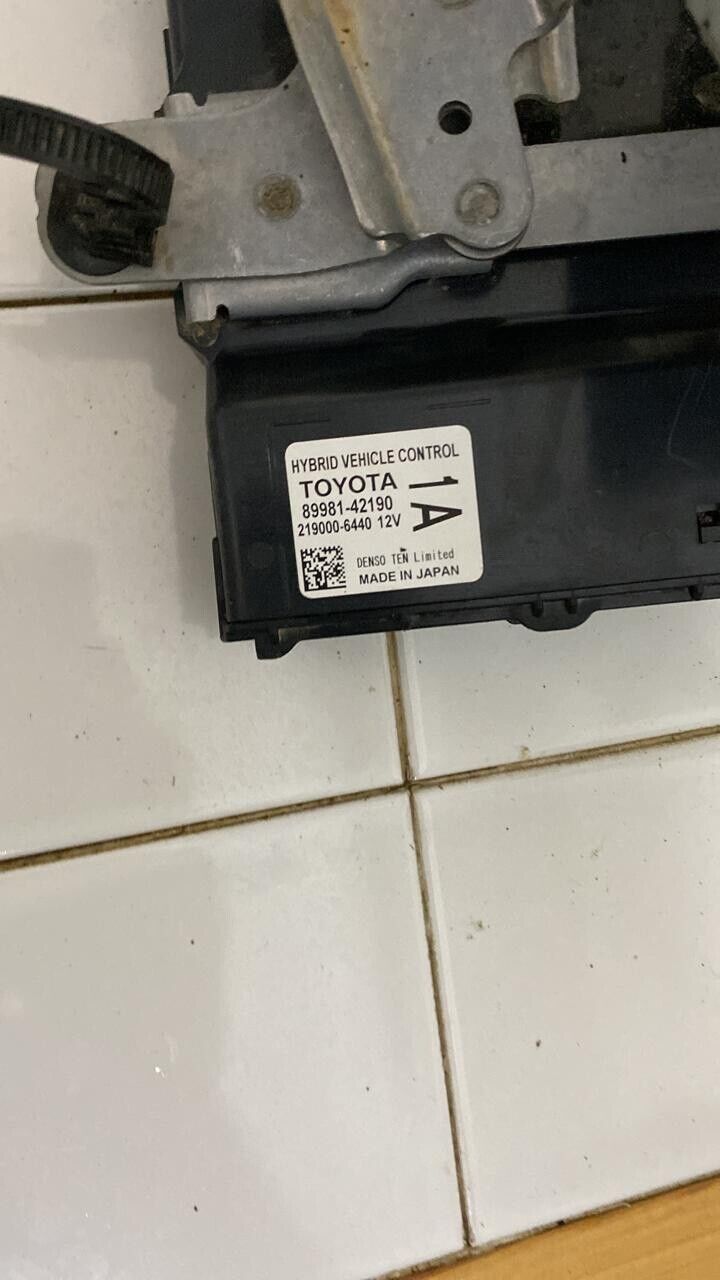 HYBRID VEHICLE CONTROL
TOYOTA
89981-42190
219000-6440 12V
1A
DENSO TEN Limited
MADE IN JAPAN